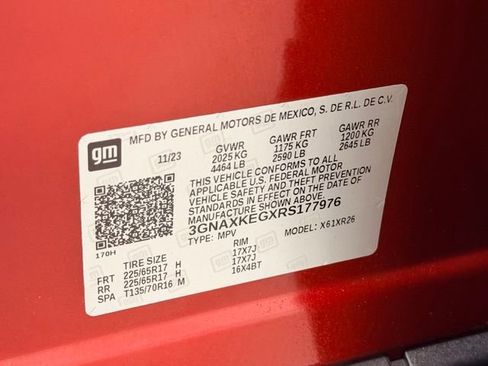 MFD BY GENERAL MOTORS DE MEXICO, S. DE R.L. DE C.V.
gm
11/23 GVWR GAWR FRT GAWR RR
2025 KG 1175 KG 1200 KG
4464 LB 2590 LB 2645 LB
THIS VEHICLE CONFORMS TO ALL
APPLICABLE U.S. FEDERAL MOTOR
VEHICLE SAFETY AND THEFT PREVENTION
STANDARDS IN EFFECT ON THE DATE OF
MANUFACTURE SHOWN ABOVE.
3GNAXKEGXRS177976
TYPE: MPV MODEL: X61XR26
170H
TIRE SIZE RIM
FRT 225/65R17 H 17X7J
RR 225/65R17 H 17X7J
SPA T135/70R16 M 16X4BT